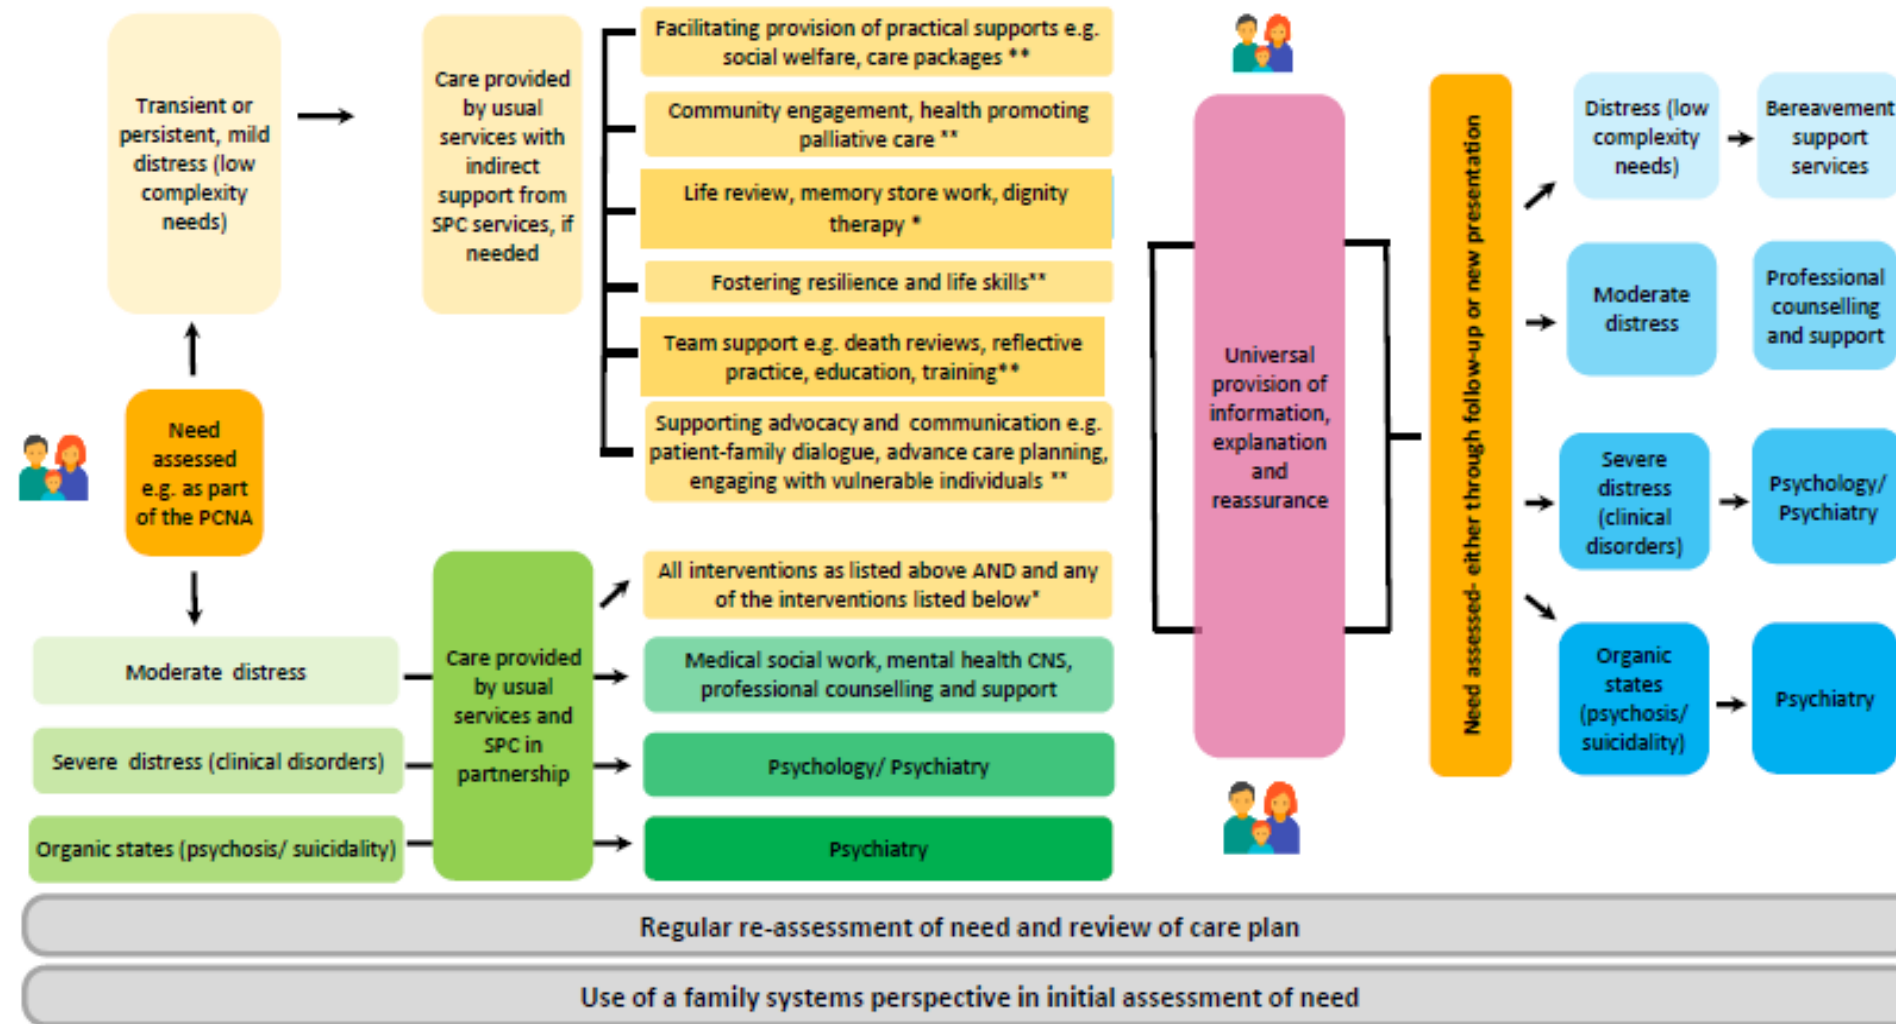 Transient or
persistent, mild
distress (low
complexity
needs)
Care provided
by usual
services with
indirect
support from
SPC services, if
needed
Facilitating provision of practical supports e.g.
social welfare, care packages **
Community engagement, health promoting
palliative care **
Life review, memory store work, dignity
therapy *
Fostering resilience and life skills**
Team support e.g. death reviews, reflective
practice, education, training**
Supporting advocacy and communication e.g.
patient-family dialogue, advance care planning,
engaging with vulnerable individuals **
Need
assessed
e.g. as part
of the PCNA
Moderate distress
Severe distress (clinical disorders)
Organic states (psychosis/ suicidality)
Care provided
by usual
services and
SPC in
partnership
All interventions as listed above AND and any
of the interventions listed below*
Medical social work, mental health CNS,
professional counselling and support
Psychology/ Psychiatry
Psychiatry
Universal
provision of
information,
explanation
and
reassurance
Need assessed- either through follow-up or new presentation
Distress (low
complexity
needs)
Bereavement
support
services
Moderate
distress
Professional
counselling
and support
Severe
distress
(clinical
disorders)
Psychology/
Psychiatry
Organic
states
(psychosis/
suicidality)
Psychiatry
Regular re-assessment of need and review of care plan
Use of a family systems perspective in initial assessment of need